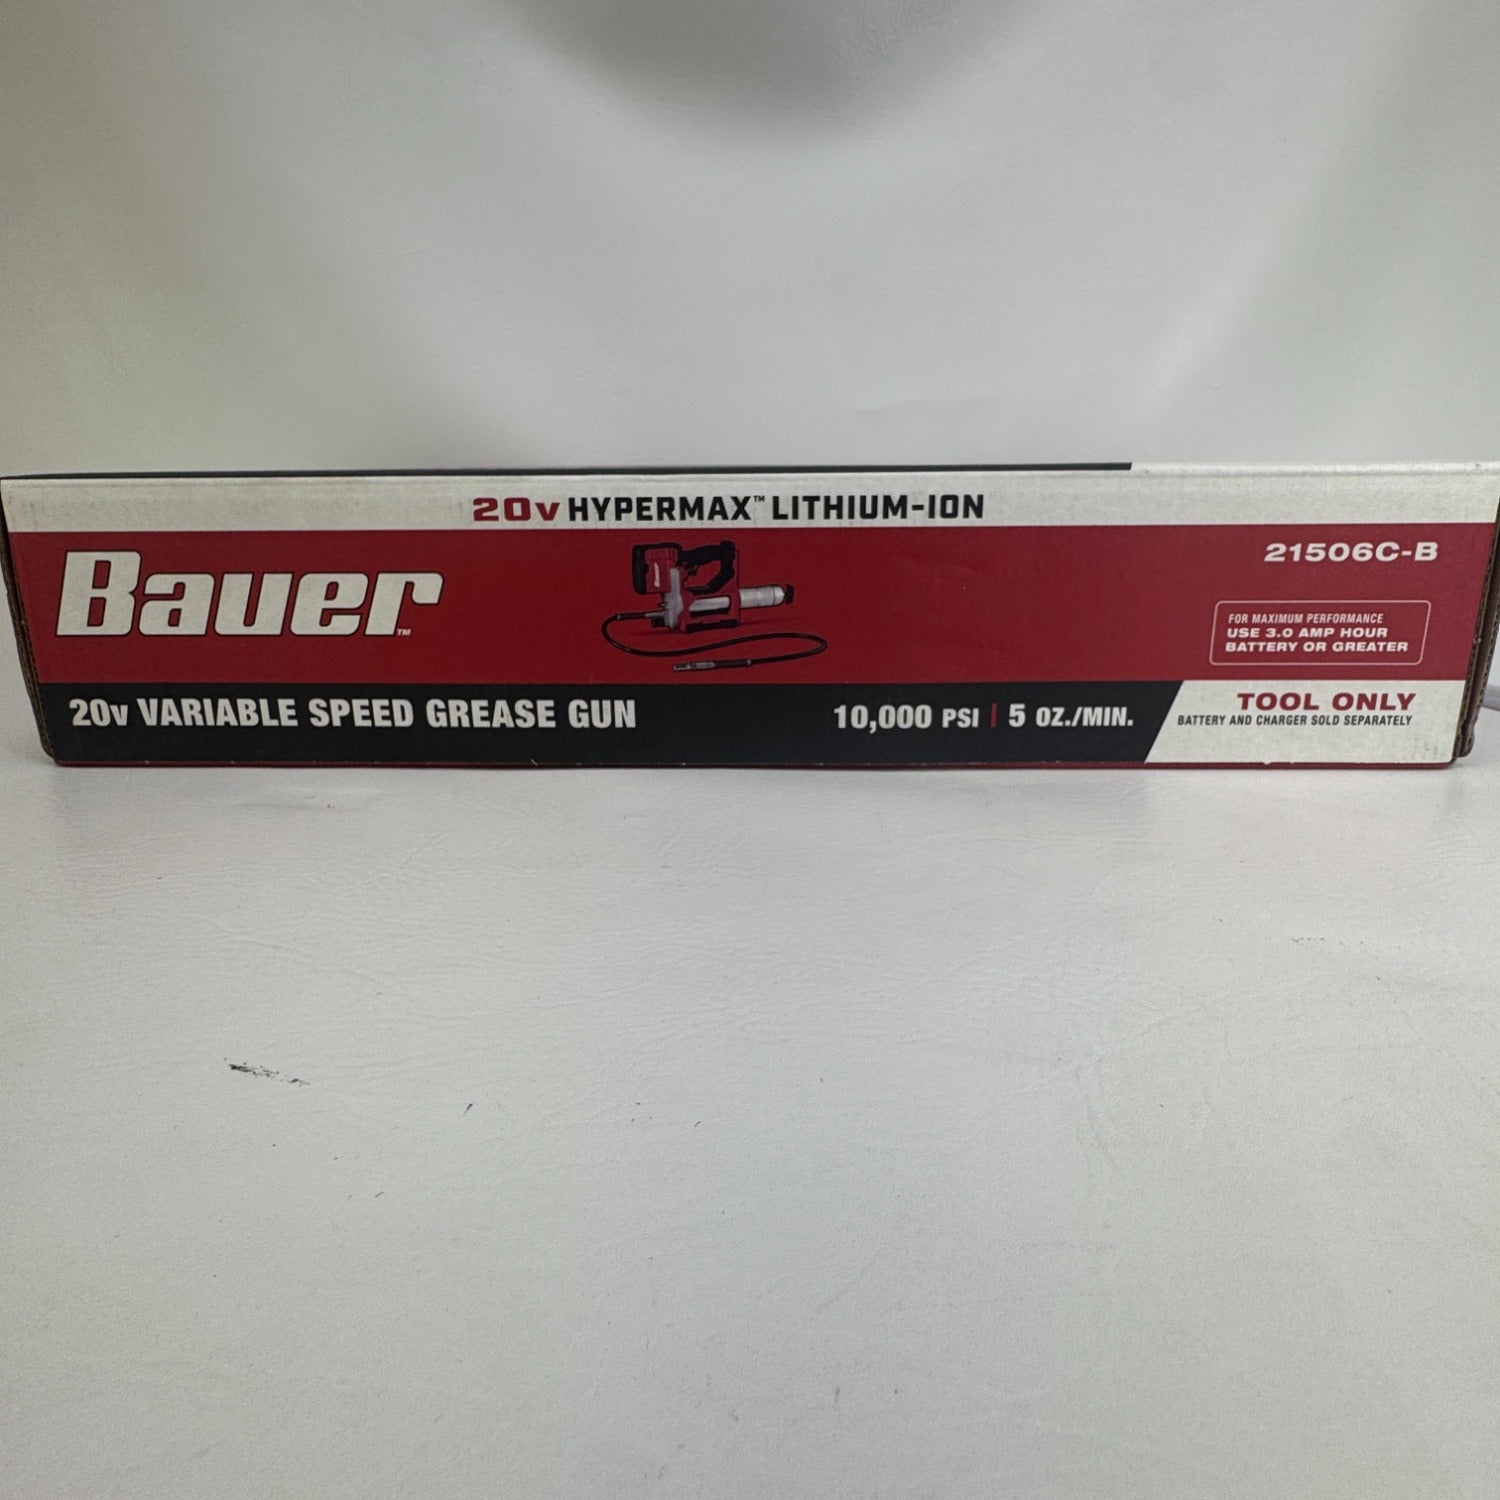 20v HYPERMAX™ LITHIUM-ION
Bauer™
Bauer
21506C-B
FOR MAXIMUM PERFORMANCE
USE 3.0 AMP HOUR
BATTERY OR GREATER
20v VARIABLE SPEED GREASE GUN
10,000 PSI | 5 OZ./MIN.
TOOL ONLY
BATTERY AND CHARGER SOLD SEPARATELY